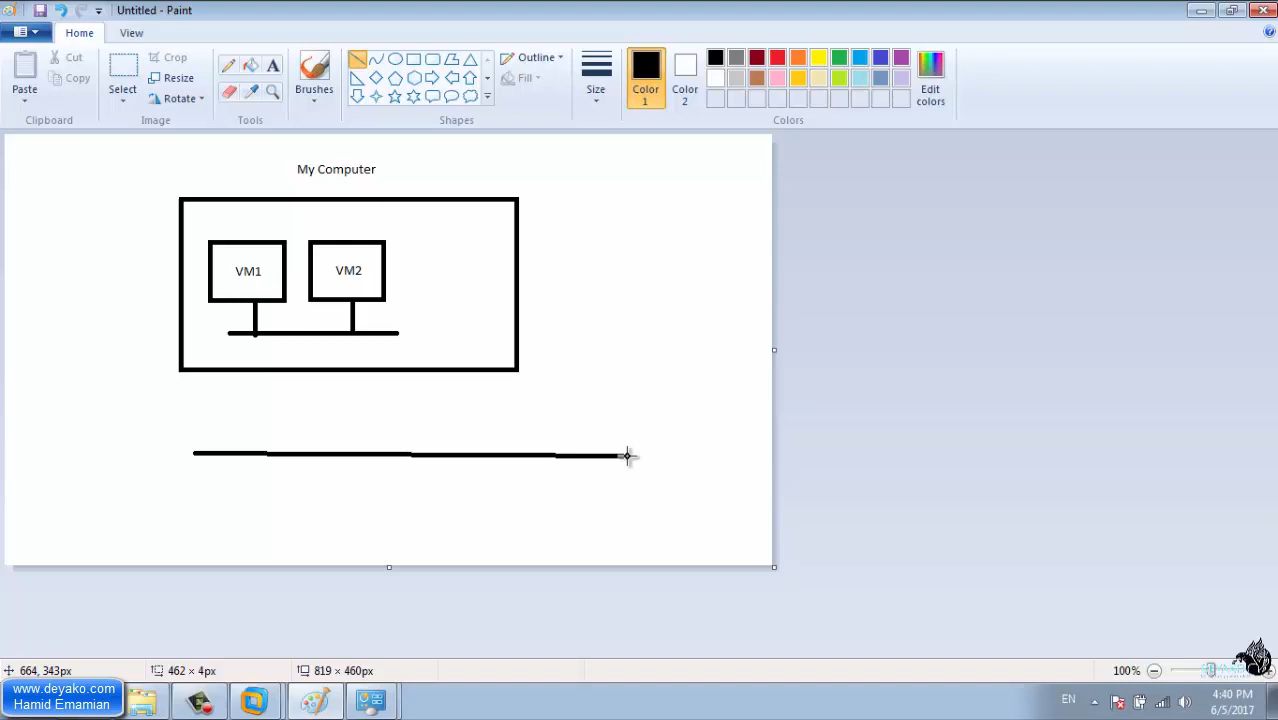 Untitled - Paint
Home
View
Paste
Cut
Copy
Clipboard
Select
Crop
Resize
Rotate
Image
A
Tools
Brushes
Outline
Fill
Shapes
Size
Color 1
Color 2
Edit colors
Colors
My Computer
VM1
VM2
664, 343px
462 × 4px
819 × 460px
100%
www.deyako.com
Hamid Emamian
EN
4:40 PM
6/5/2017